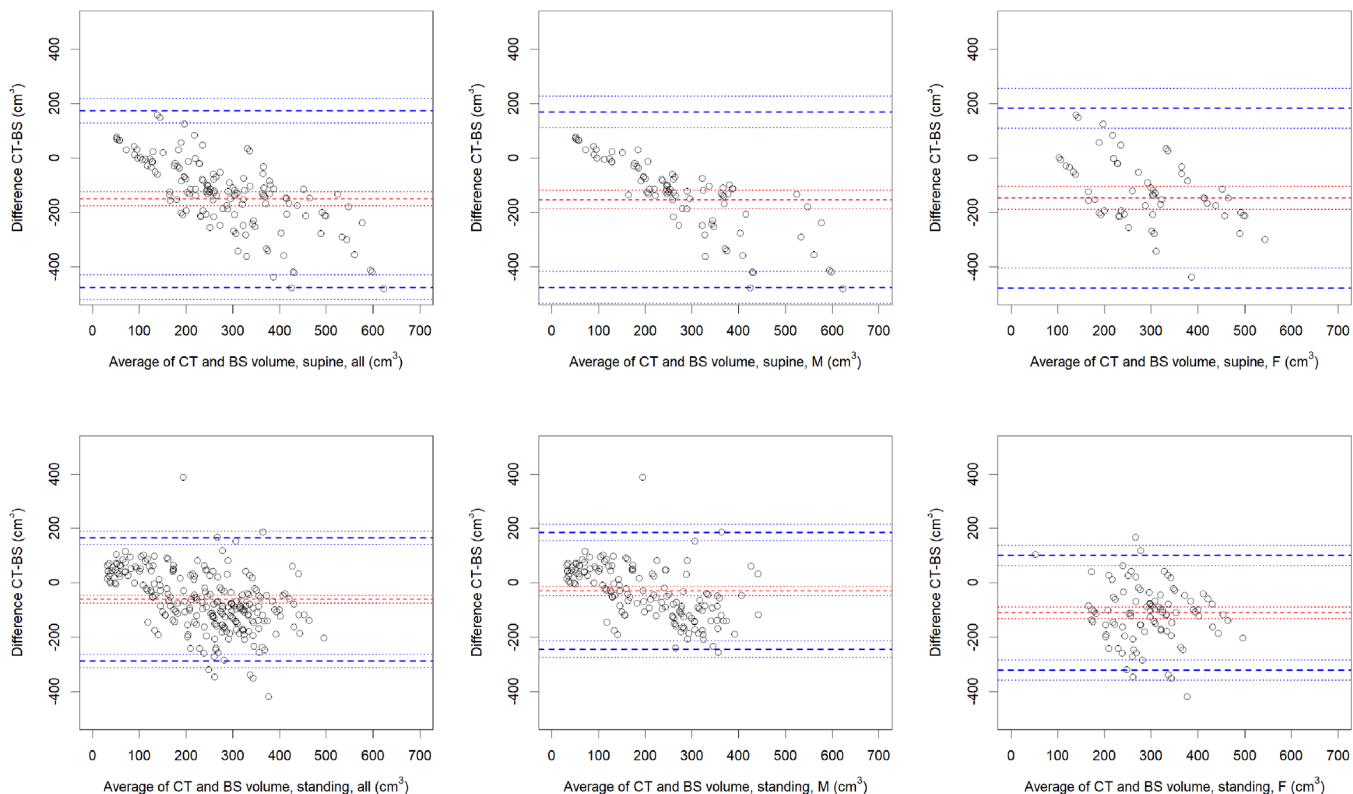 Difference CT-BS (cm³)
400
200
0
-200
-400
0 100 200 300 400 500 600 700
Average of CT and BS volume, supine, all (cm³)
Difference CT-BS (cm³)
400
200
0
-200
-400
0 100 200 300 400 500 600 700
Average of CT and BS volume, supine, M (cm³)
Difference CT-BS (cm³)
400
200
0
-200
-400
0 100 200 300 400 500 600 700
Average of CT and BS volume, supine, F (cm³)
Difference CT-BS (cm³)
400
200
0
-200
-400
0 100 200 300 400 500 600 700
Average of CT and BS volume, standing, all (cm³)
Difference CT-BS (cm³)
400
200
0
-200
-400
0 100 200 300 400 500 600 700
Average of CT and BS volume, standing, M (cm³)
Difference CT-BS (cm³)
400
200
0
-200
-400
0 100 200 300 400 500 600 700
Average of CT and BS volume, standing, F (cm³)